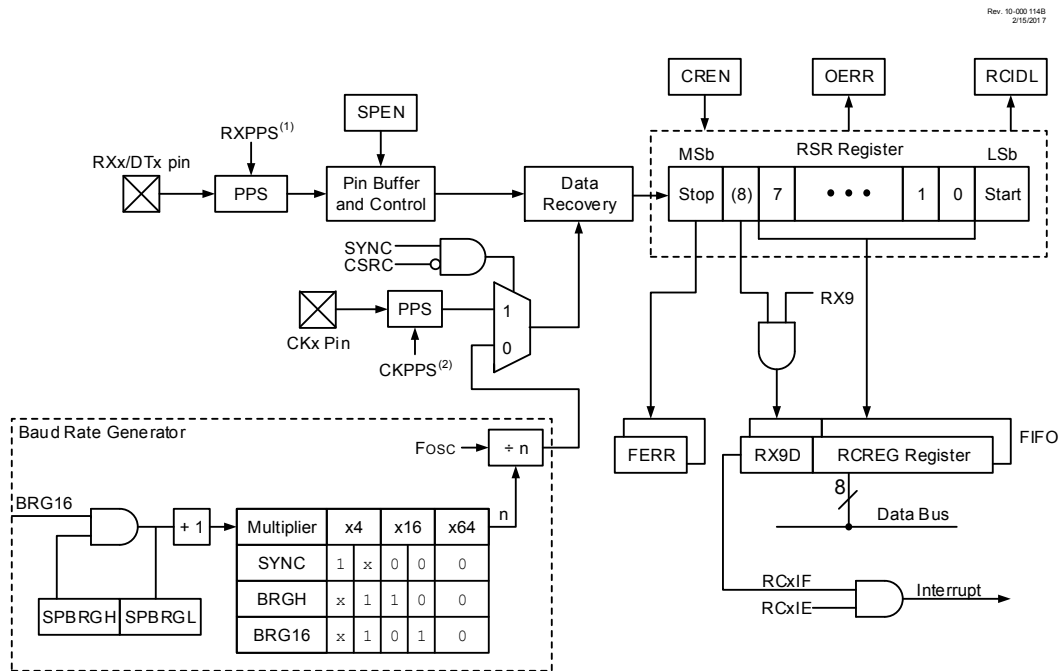 Rev. 10-000 114B
2/15/2017
CREN
OERR
RCIDL
SPEN
RXPPS(1)
RXx/DTx pin
PPS
Pin Buffer
and Control
Data
Recovery
MSb
RSR Register
LSb
Stop (8) 7 • • • 1 0 Start
SYNC
CSRC
PPS
1
0
CKx Pin
CKPPS(2)
RX9
Baud Rate Generator
FOSC
÷ n
n
FERR
RX9D
RCREG Register
FIFO
8
Data Bus
BRG16
+ 1
Multiplier x4 x16 x64
SYNC 1 x 0 0 0
BRGH x 1 1 0 0
BRG16 x 1 0 1 0
SPBRGH SPBRGL
RCxIF
RCxIE
Interrupt